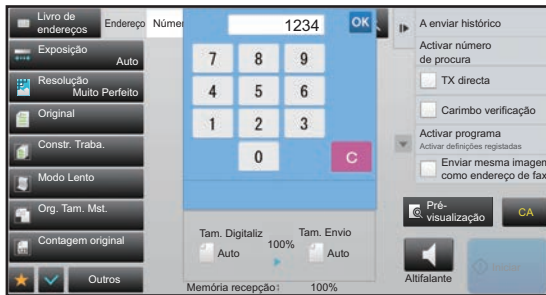 Livro de
endereços
Endereço
Númer
1234
OK
A enviar histórico
Exposição
Auto
Activar número
de procura
Resolução
Muito Perfeito
TX directa
Original
Carimbo verificação
Constr. Traba.
Activar programa
Activar definições registadas
Enviar mesma imagem
como endereço de fax
Modo Lento
Org. Tam. Mst.
Contagem original
Outros
7 8 9
4 5 6
1 2 3
0 C
Tam. Digitaliz
Auto
100%
Tam. Envio
Auto
Memória recepção: 100%
Pré-
visualização
CA
Altifalante